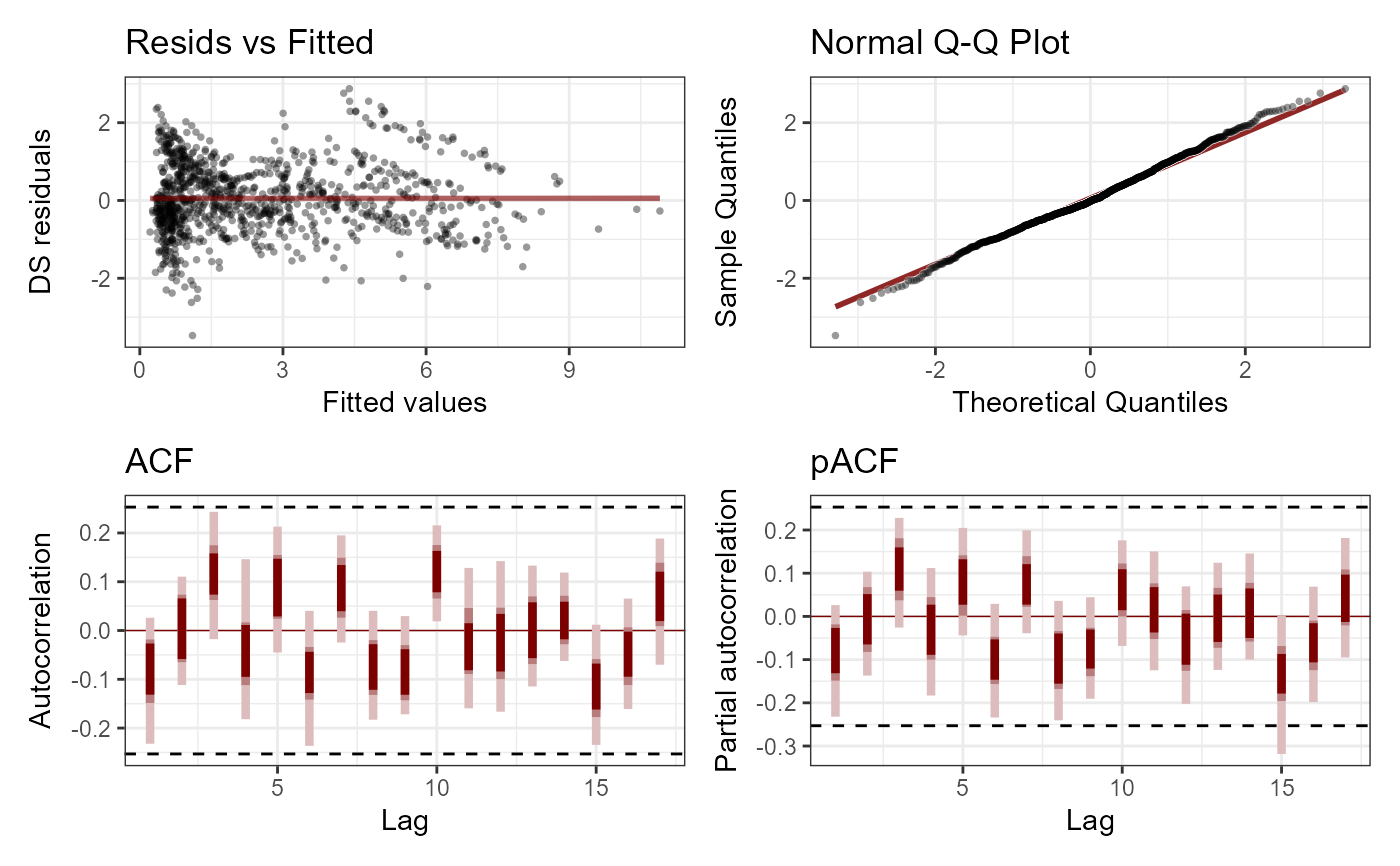 Resids vs Fitted
DS residuals
2
0
-2
0
3
6
9
Fitted values
Normal Q-Q Plot
Sample Quantiles
2
0
-2
-2
0
2
Theoretical Quantiles
ACF
Autocorrelation
0.2
0.1
0.0
-0.1
-0.2
5
10
15
Lag
pACF
Partial autocorrelation
0.2
0.1
0.0
-0.1
-0.2
-0.3
5
10
15
Lag